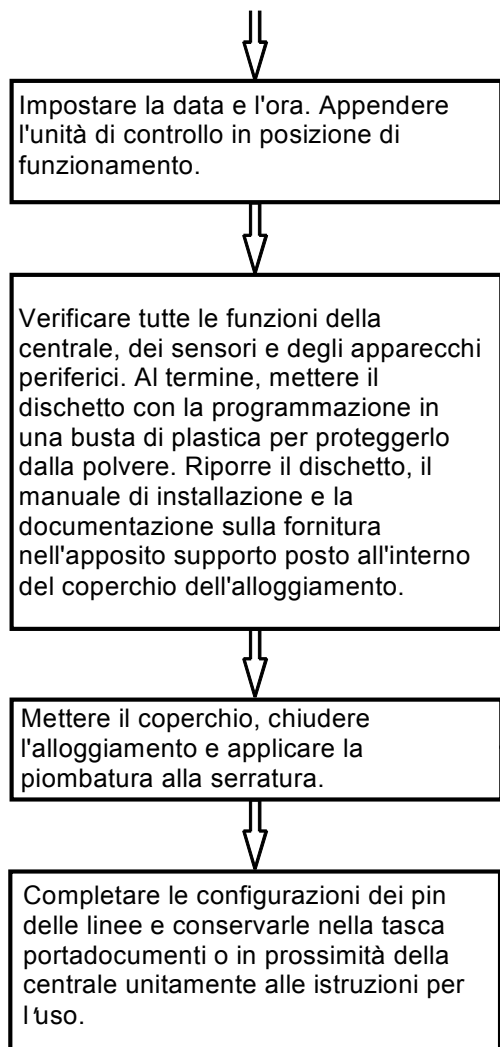 Impostare la data e l'ora. Appendere
l'unità di controllo in posizione di
funzionamento.
Verificare tutte le funzioni della
centrale, dei sensori e degli apparecchi
periferici. Al termine, mettere il
dischetto con la programmazione in
una busta di plastica per proteggerlo
dalla polvere. Riporre il dischetto, il
manuale di installazione e la
documentazione sulla fornitura
nell'apposito supporto posto all'interno
del coperchio dell'alloggiamento.
Mettere il coperchio, chiudere
l'alloggiamento e applicare la
piombatura alla serratura.
Completare le configurazioni dei pin
delle linee e conservarle nella tasca
portadocumenti o in prossimità della
centrale unitamente alle istruzioni per
l'uso.